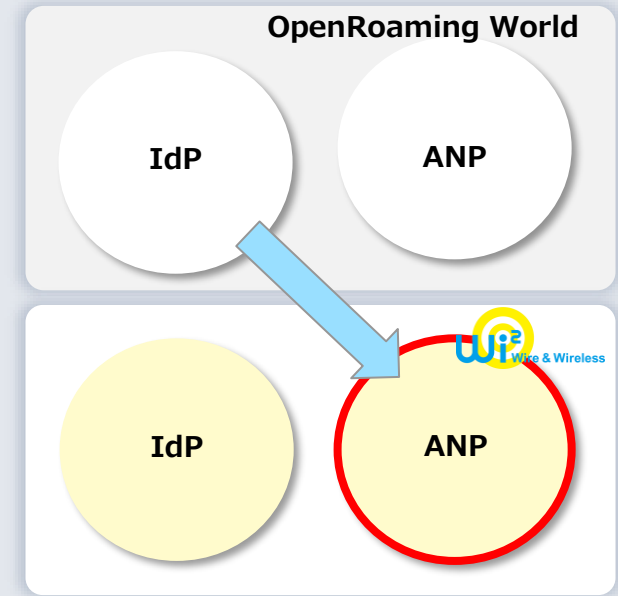 OpenRoaming World
IdP
ANP
Wi2
Wire & Wireless
IdP
ANP